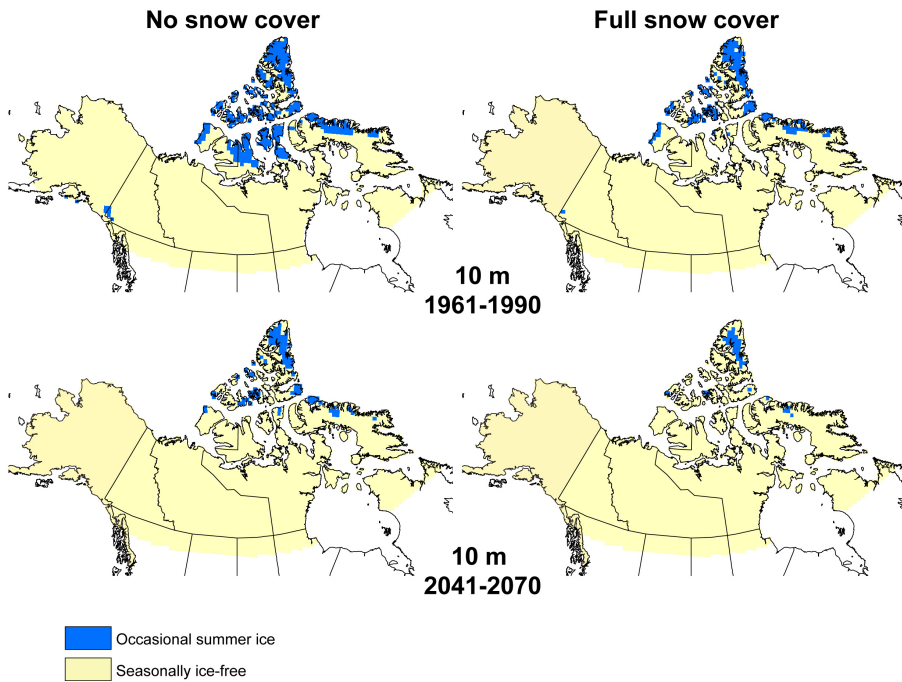 No snow cover
Full snow cover
10 m
1961-1990
10 m
2041-2070
Occasional summer ice
Seasonally ice-free